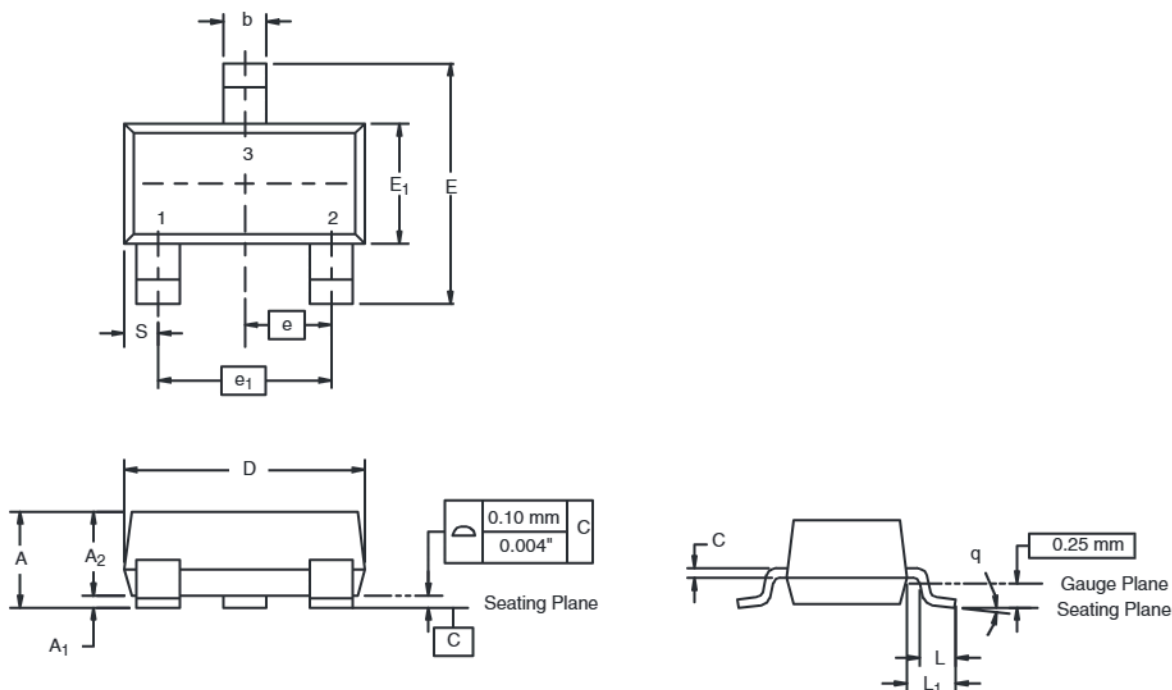 b
3
E₁
E
1
2
S
e
e₁
D
A
A₂
0.10 mm
C
0.004"
Seating Plane
A₁
C
C
q
0.25 mm
Gauge Plane
Seating Plane
L
L₁